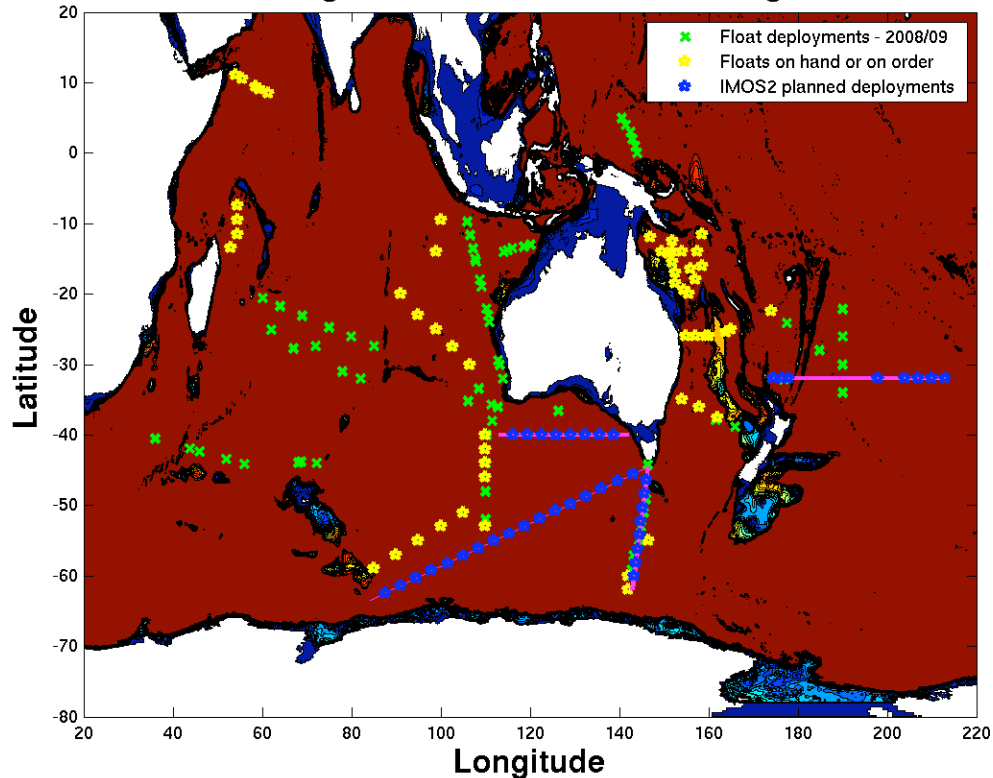 Float deployments - 2008/09
Floats on hand or on order
IMOS2 planned deployments
20
10
0
-10
-20
-30
-40
-50
-60
-70
-80
Latitude
20 40 60 80 100 120 140 160 180 200 220
Longitude